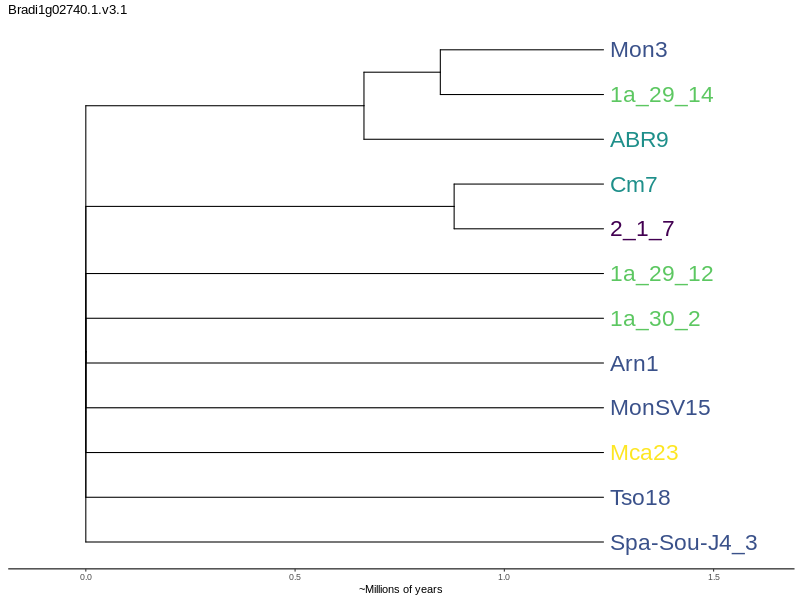 Bradi1g02740.1.v3.1
Mon3
1a_29_14
ABR9
Cm7
2_1_7
1a_29_12
1a_30_2
Arn1
MonSV15
Mca23
Tso18
Spa-Sou-J4_3
0.0 0.5 1.0 1.5
~Millions of years